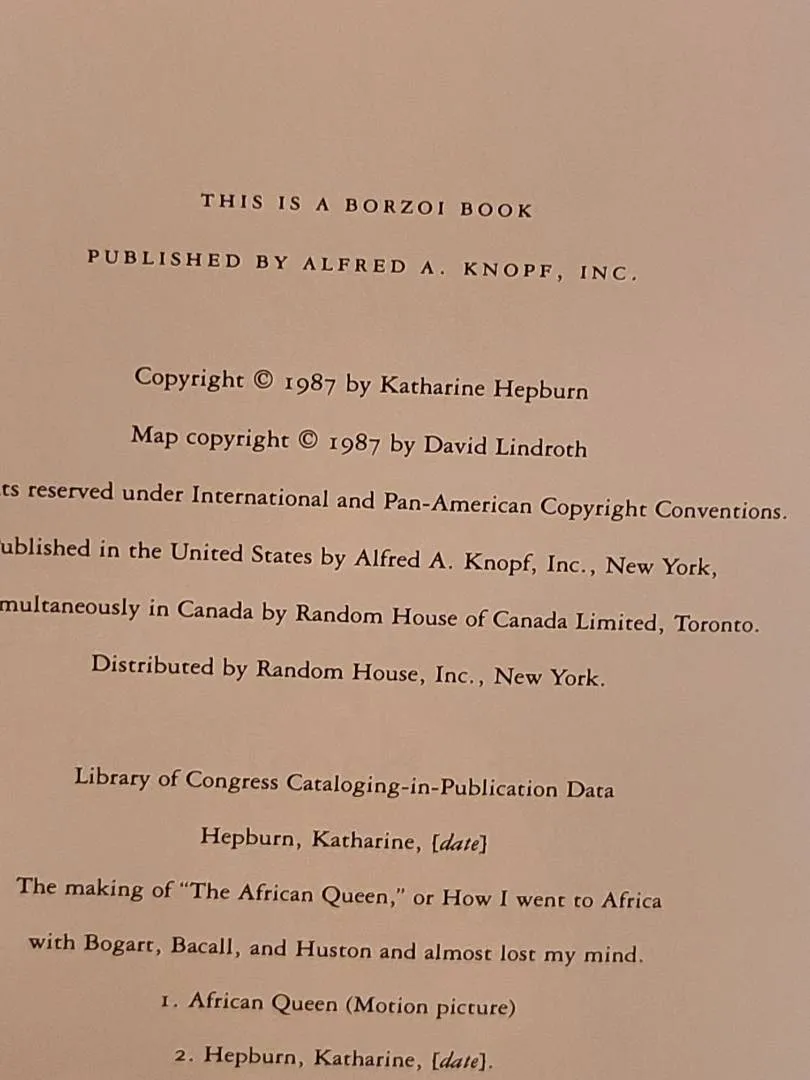 THIS IS A BORZOI BOOK
PUBLISHED BY ALFRED A. KNOPF, INC.
Copyright © 1987 by Katharine Hepburn
Map copyright © 1987 by David Lindroth
ts reserved under International and Pan-American Copyright Conventions.
ublished in the United States by Alfred A. Knopf, Inc., New York,
multaneously in Canada by Random House of Canada Limited, Toronto.
Distributed by Random House, Inc., New York.
Library of Congress Cataloging-in-Publication Data
Hepburn, Katharine, [date]
The making of “The African Queen,” or How I went to Africa
with Bogart, Bacall, and Huston and almost lost my mind.
1. African Queen (Motion picture)
2. Hepburn, Katharine, [date].